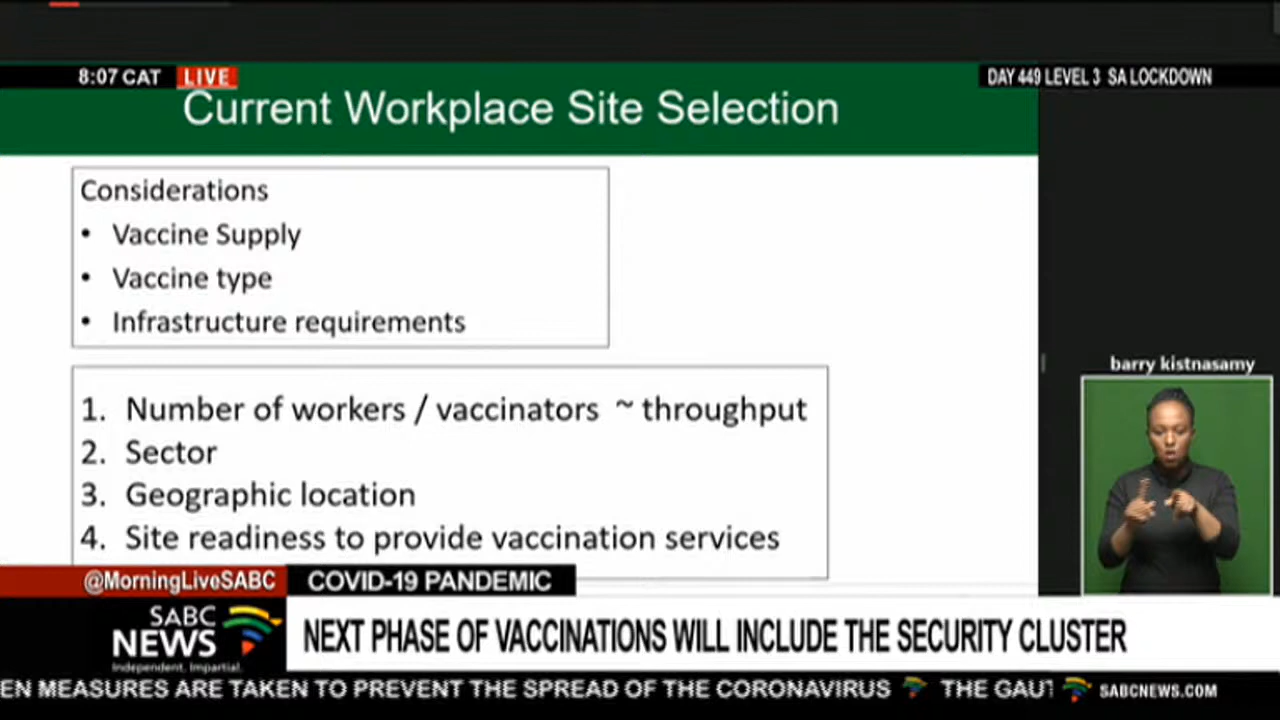 8:07 CAT LIVE
DAY 449 LEVEL 3 SA LOCKDOWN
Current Workplace Site Selection
Considerations
• Vaccine Supply
• Vaccine type
• Infrastructure requirements
barry kistnasamy
1. Number of workers / vaccinators ~ throughput
2. Sector
3. Geographic location
4. Site readiness to provide vaccination services
@MorningLiveSABC COVID-19 PANDEMIC
SABC
NEWS
Independent. Impartial.
NEXT PHASE OF VACCINATIONS WILL INCLUDE THE SECURITY CLUSTER
EN MEASURES ARE TAKEN TO PREVENT THE SPREAD OF THE CORONAVIRUS THE GAUT SABCNEWS.COM